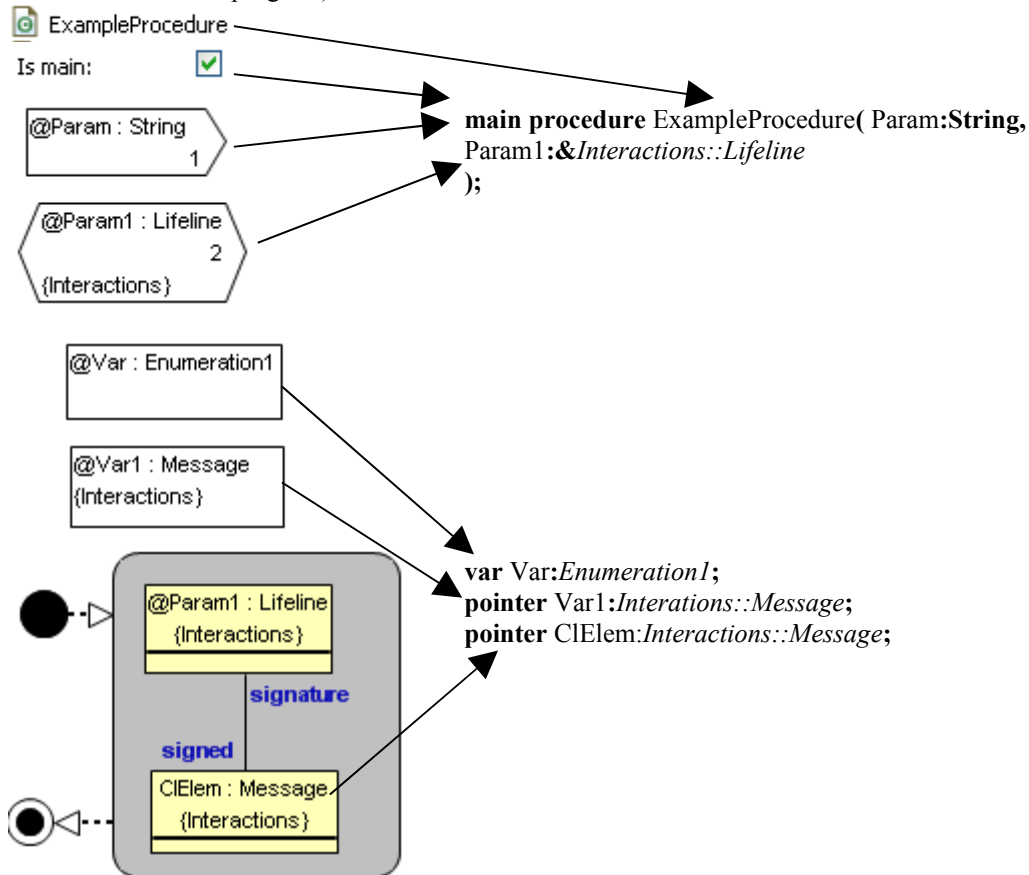 ExampleProcedure
Is main:
@Param : String
1
main procedure ExampleProcedure( Param:String,
Param1:&Interactions::Lifeline
);
@Param1 : Lifeline
2
{Interactions}
@Var : Enumeration1
@Var1 : Message
{Interactions}
var Var:Enumeration1;
pointer Var1:Interations::Message;
pointer ClElem:Interactions::Message;
@Param1 : Lifeline
{Interactions}
signature
signed
ClElem : Message
{Interactions}